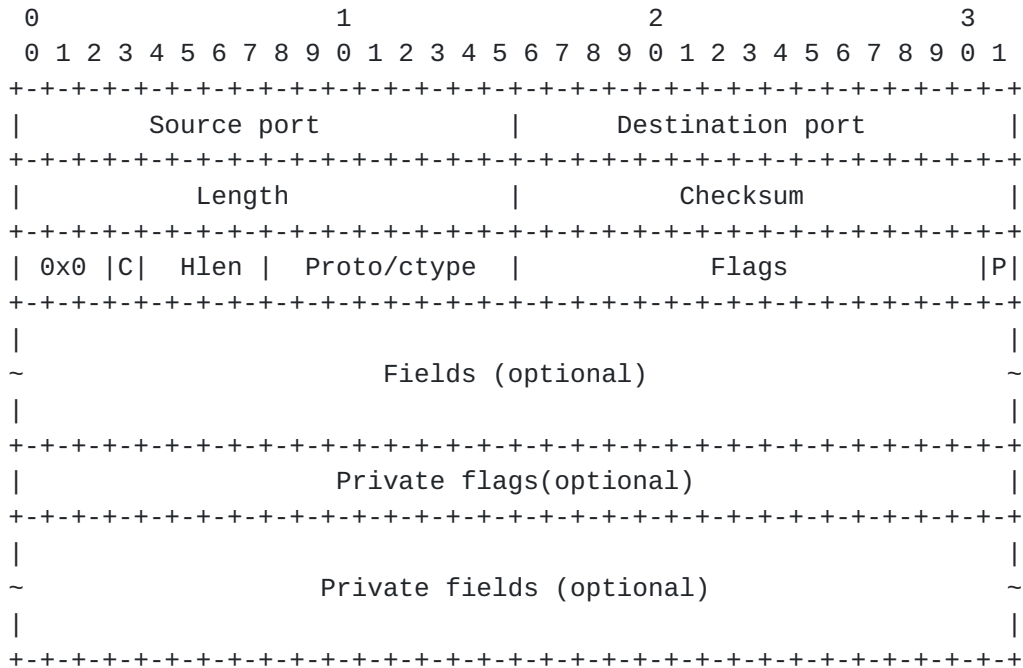 0                   1                   2                   3
 0 1 2 3 4 5 6 7 8 9 0 1 2 3 4 5 6 7 8 9 0 1 2 3 4 5 6 7 8 9 0 1
+-+-+-+-+-+-+-+-+-+-+-+-+-+-+-+-+-+-+-+-+-+-+-+-+-+-+-+-+-+-+-+-+
|        Source port            |       Destination port        |
+-+-+-+-+-+-+-+-+-+-+-+-+-+-+-+-+-+-+-+-+-+-+-+-+-+-+-+-+-+-+-+-+
|           Length              |          Checksum             |
+-+-+-+-+-+-+-+-+-+-+-+-+-+-+-+-+-+-+-+-+-+-+-+-+-+-+-+-+-+-+-+-+
| 0x0 |C|  Hlen |  Proto/ctype  |            Flags            |P|
+-+-+-+-+-+-+-+-+-+-+-+-+-+-+-+-+-+-+-+-+-+-+-+-+-+-+-+-+-+-+-+-+
|                                                               |
~                       Fields (optional)                       ~
|                                                               |
+-+-+-+-+-+-+-+-+-+-+-+-+-+-+-+-+-+-+-+-+-+-+-+-+-+-+-+-+-+-+-+-+
|                    Private flags(optional)                    |
+-+-+-+-+-+-+-+-+-+-+-+-+-+-+-+-+-+-+-+-+-+-+-+-+-+-+-+-+-+-+-+-+
|                                                               |
~                   Private fields (optional)                   ~
|                                                               |
+-+-+-+-+-+-+-+-+-+-+-+-+-+-+-+-+-+-+-+-+-+-+-+-+-+-+-+-+-+-+-+-+